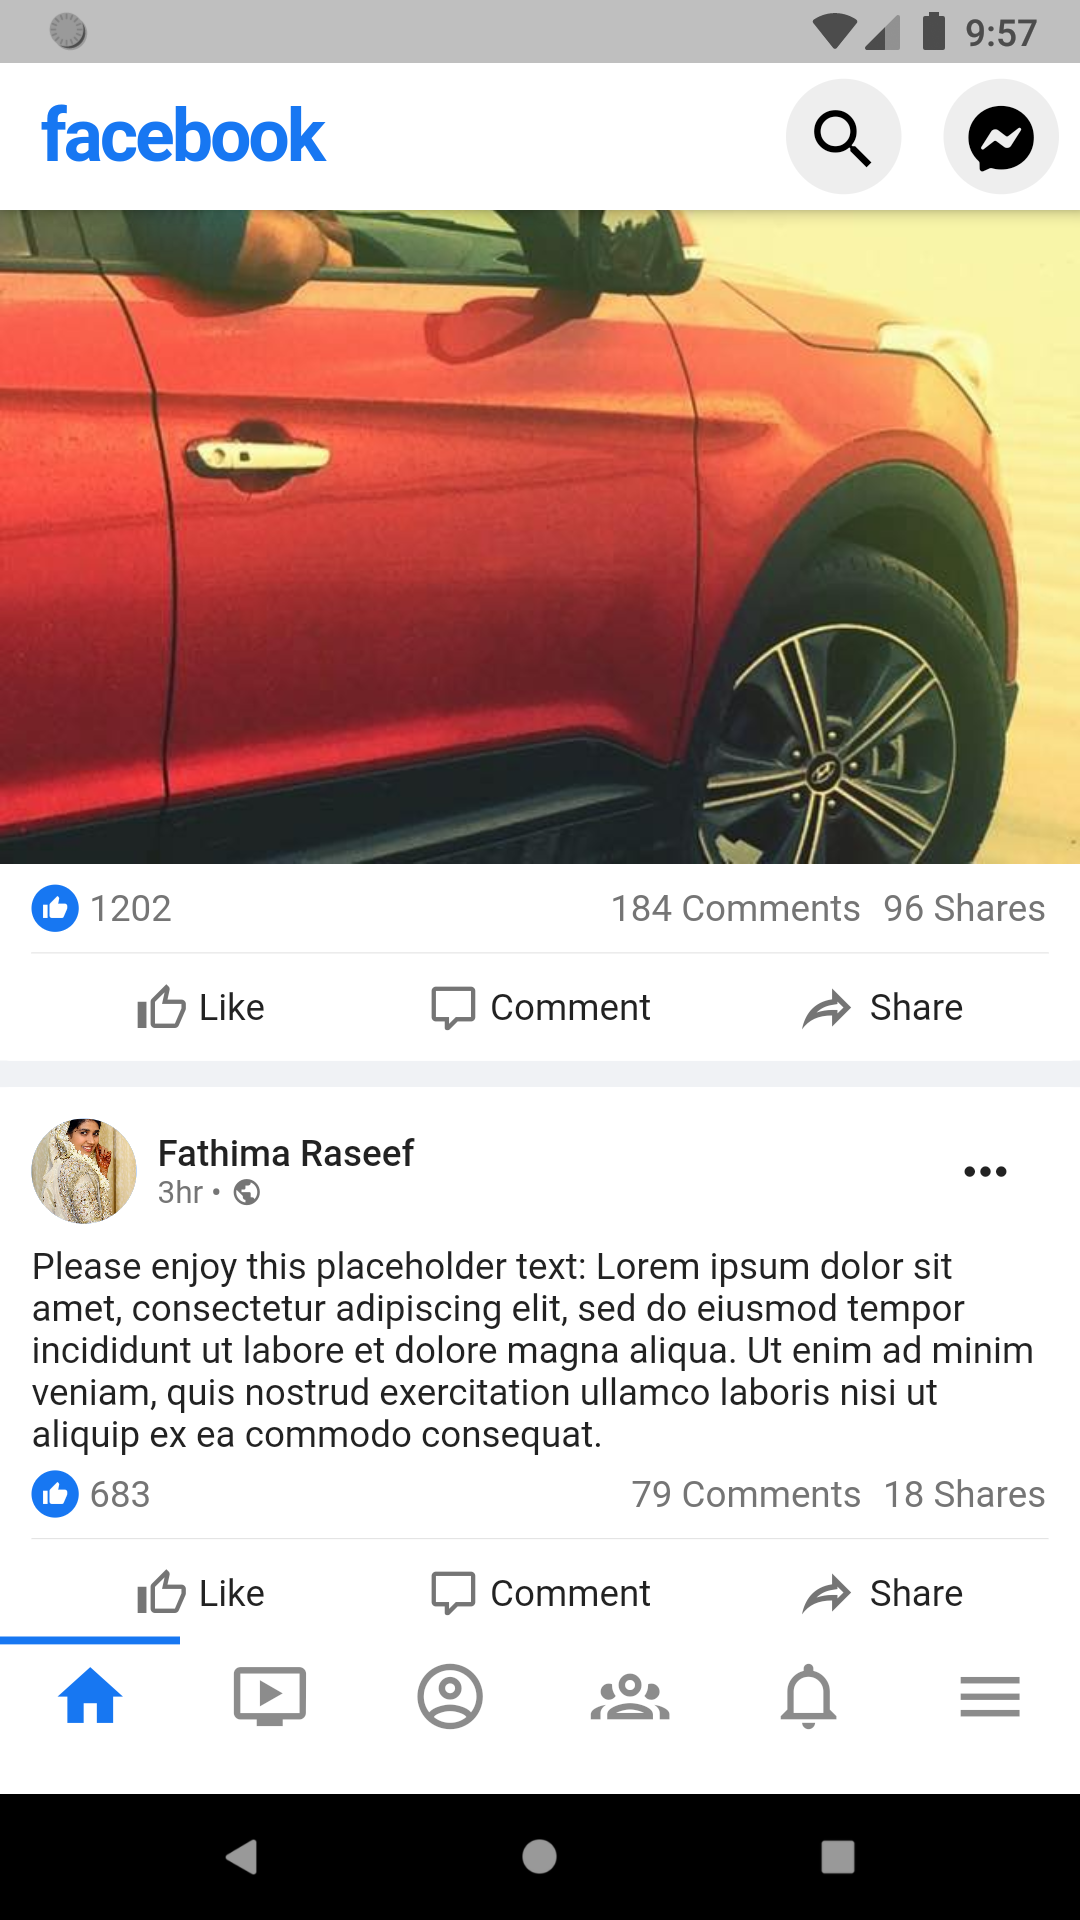 9:57
facebook
1202 184 Comments 96 Shares
Like Comment Share
Fathima Raseef
3hr •
Please enjoy this placeholder text: Lorem ipsum dolor sit
amet, consectetur adipiscing elit, sed do eiusmod tempor
incididunt ut labore et dolore magna aliqua. Ut enim ad minim
veniam, quis nostrud exercitation ullamco laboris nisi ut
aliquip ex ea commodo consequat.
683 79 Comments 18 Shares
Like Comment Share